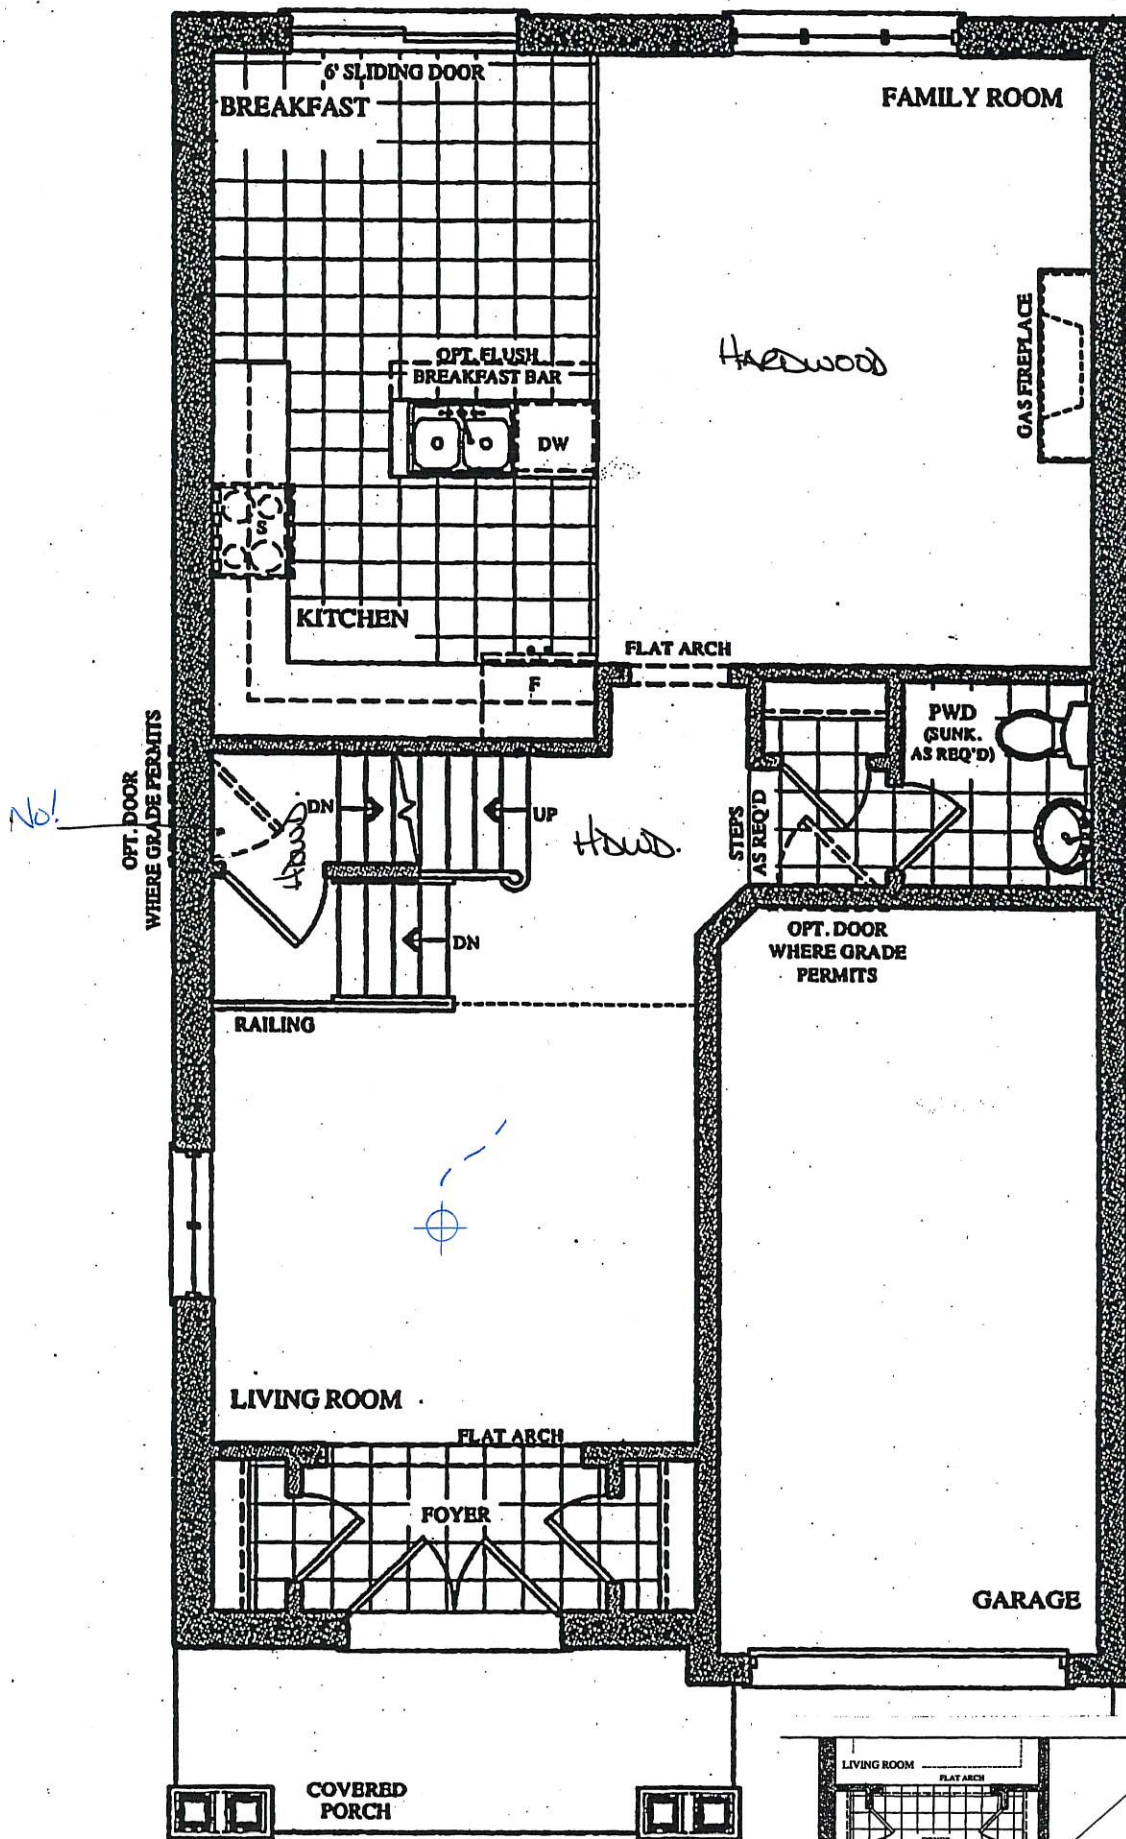 6' SLIDING DOOR
BREAKFAST
FAMILY ROOM
OPT. FLUSH
BREAKFAST BAR
DW
HARDWOOD
GAS FIREPLACE
S
KITCHEN
F
FLAT ARCH
PWD
(SUNK.
AS REQ'D)
No!
OPT. DOOR
WHERE GRADE PERMITS
DN
UP
HDWD.
HDWD.
STEPS
AS REQ'D
DN
OPT. DOOR
WHERE GRADE
PERMITS
RAILING
LIVING ROOM
FLAT ARCH
FOYER
GARAGE
COVERED
PORCH
LIVING ROOM
FLAT ARCH